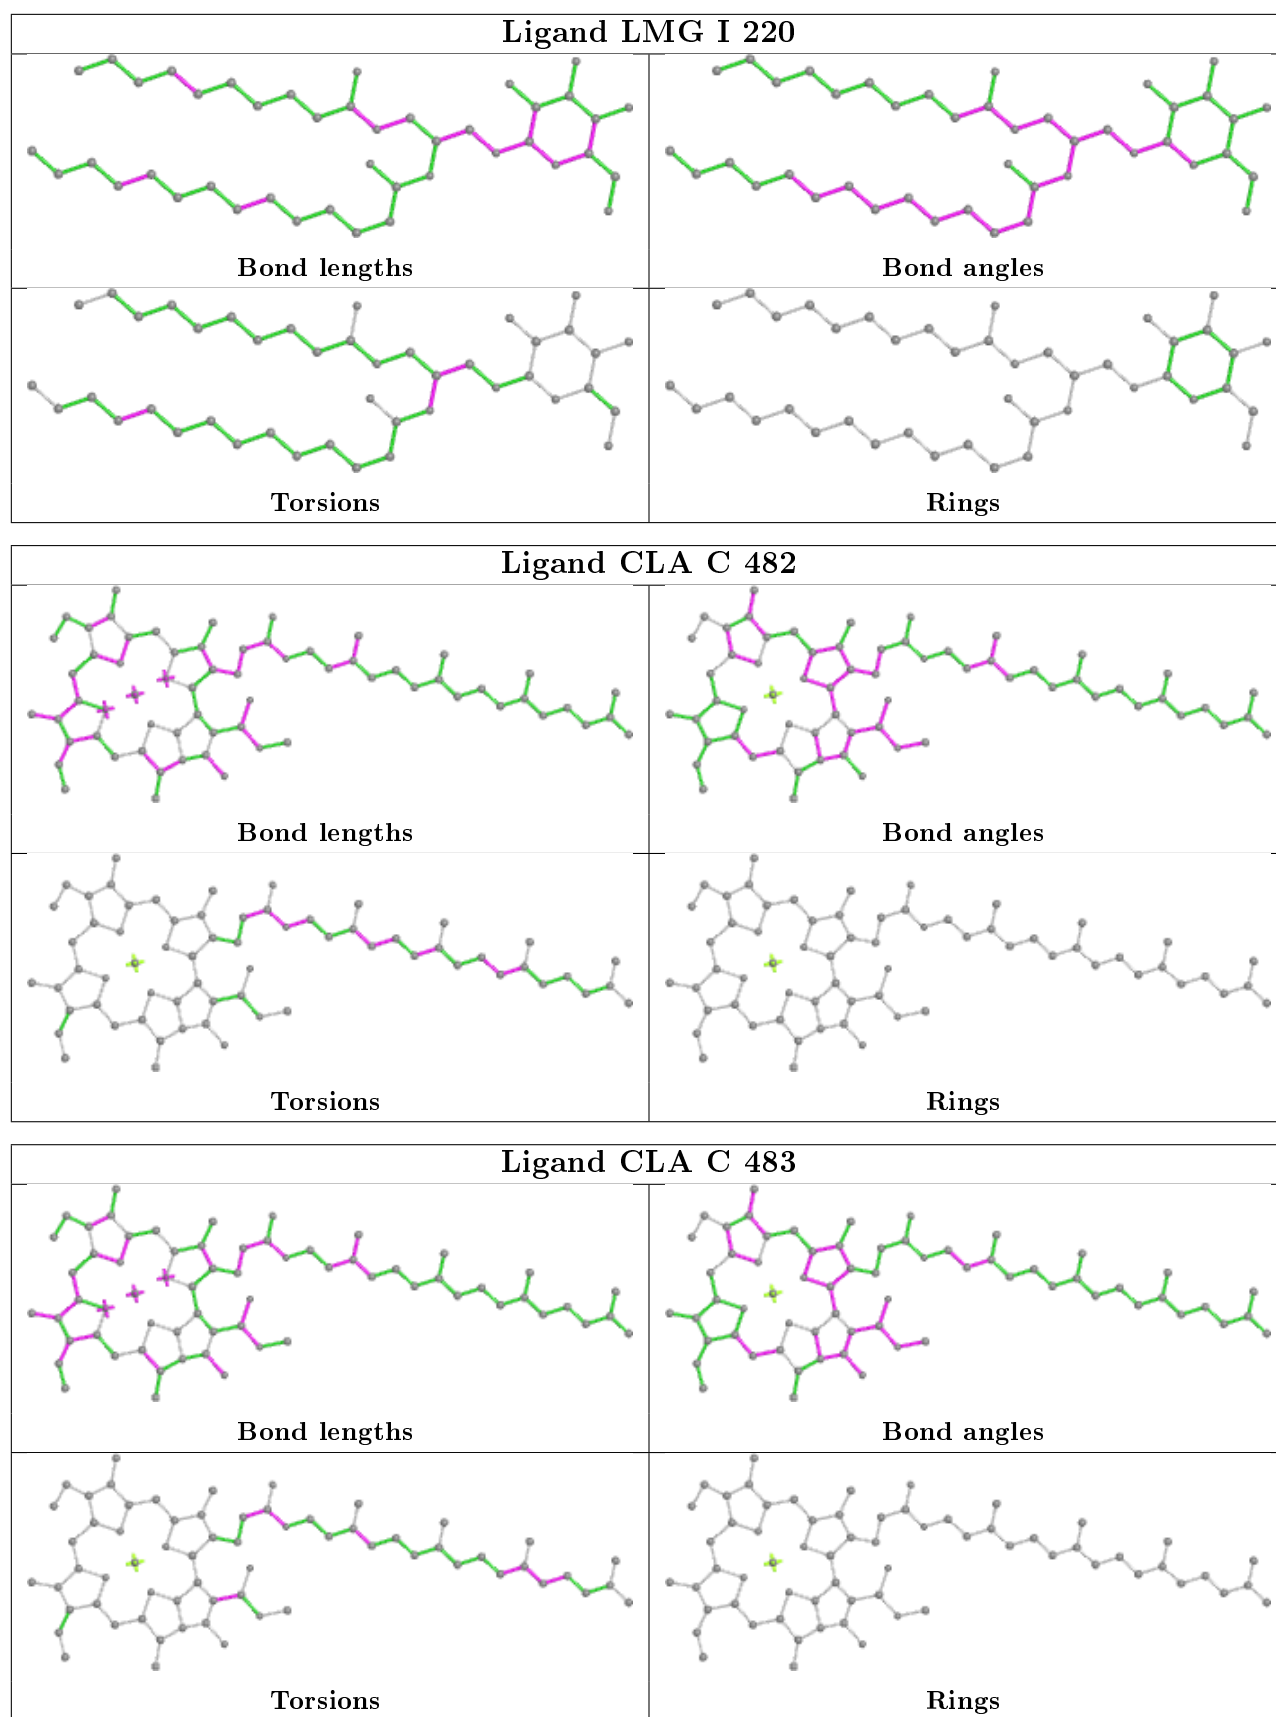 Ligand LMG I 220
Bond lengths
Bond angles
Torsions
Rings
Ligand CLA C 482
Bond lengths
Bond angles
Torsions
Rings
Ligand CLA C 483
Bond lengths
Bond angles
Torsions
Rings